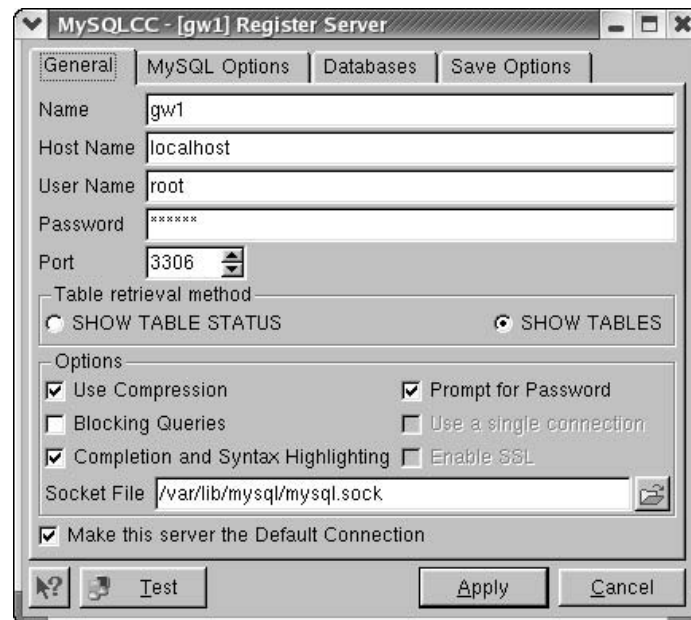 MySQLCC - [gw1] Register Server
General MySQL Options Databases Save Options
Name gw1
Host Name localhost
User Name root
Password ******
Port 3306
Table retrieval method
SHOW TABLE STATUS SHOW TABLES
Options
Use Compression Prompt for Password
Blocking Queries Use a single connection
Completion and Syntax Highlighting Enable SSL
Socket File /var/lib/mysql/mysql.sock
Make this server the Default Connection
? Test Apply Cancel